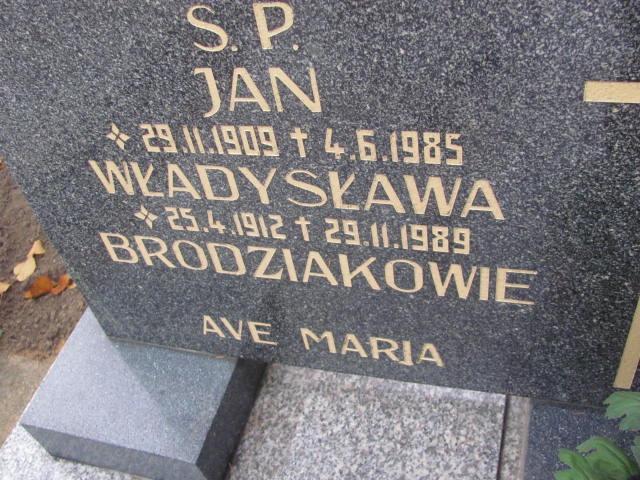 S.P.
JAN
29.11.1909 † 4.6.1985
WŁADYSŁAWA
25.4.1912 † 29.11.1989
BRODZIAKOWIE
AVE MARIA